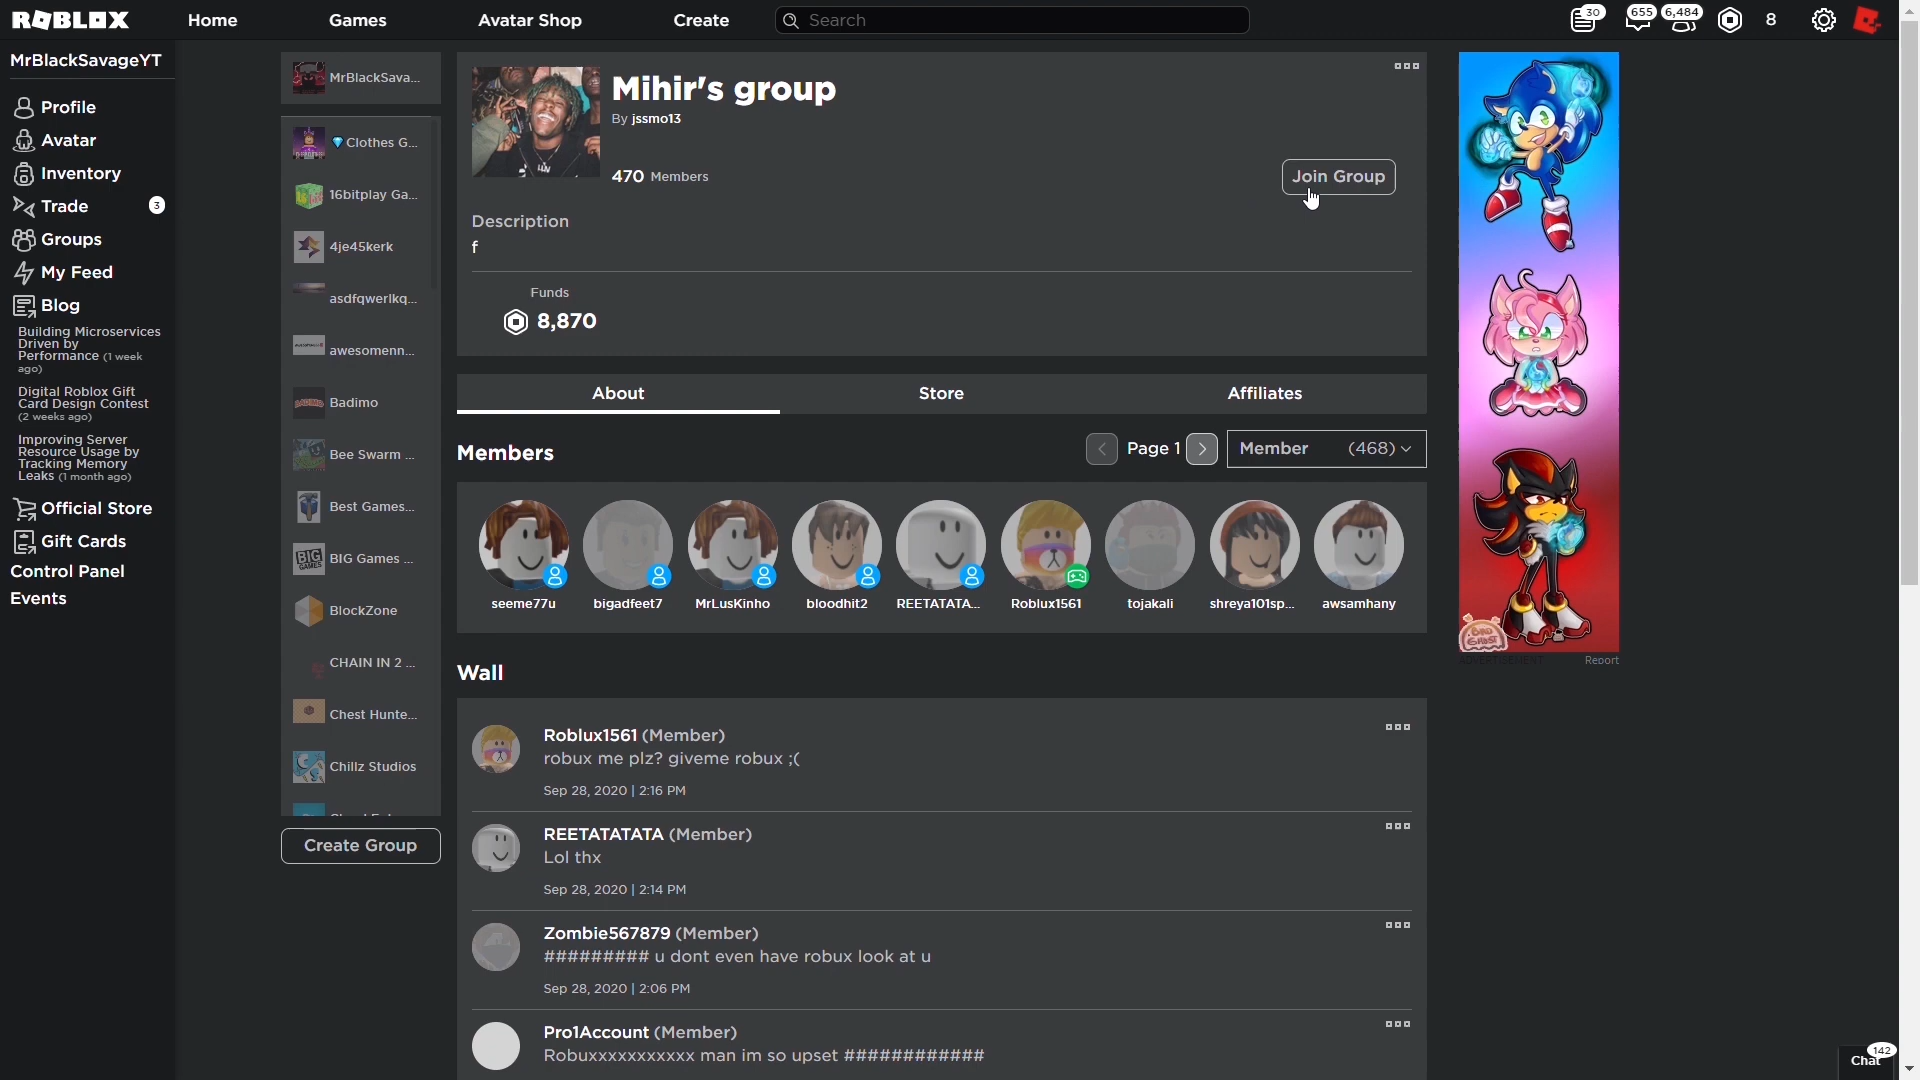 ROBLOX
Home
Games
Avatar Shop
Create
Search
30
655
6,484
8
MrBlackSavageYT
Profile
Avatar
Inventory
Trade
3
Groups
My Feed
Blog
Building Microservices
Driven by
Performance (1 week
ago)
Digital Roblox Gift
Card Design Contest
(2 weeks ago)
Improving Server
Resource Usage by
Tracking Memory
Leaks (1 month ago)
Official Store
Gift Cards
Control Panel
Events
MrBlackSava...
Clothes G...
16bitplay Ga...
4je45kerk
asdfqwerlkq...
awesomenn...
Badimo
Bee Swarm ...
Best Games...
BIG
GAMES
BIG Games ...
BlockZone
CHAIN IN 2 ...
Chest Hunte...
Chillz Studios
Create Group
Mihir's group
By jssmo13
470 Members
Join Group
Description
f
Funds
8,870
About
Store
Affiliates
Members
Page 1
Member (468)
seeme77u
bigadfeet7
MrLusKinho
bloodhit2
REETATATA...
Roblux1561
tojakali
shreya101sp...
awsamhany
Wall
Roblux1561 (Member)
robux me plz? giveme robux ;(
Sep 28, 2020 | 2:16 PM
REETATATATA (Member)
Lol thx
Sep 28, 2020 | 2:14 PM
Zombie567879 (Member)
######### u dont even have robux look at u
Sep 28, 2020 | 2:06 PM
Pro1Account (Member)
Robuxxxxxxxxxxx man im so upset ############
ADVERTISEMENT
Report
Chat
142